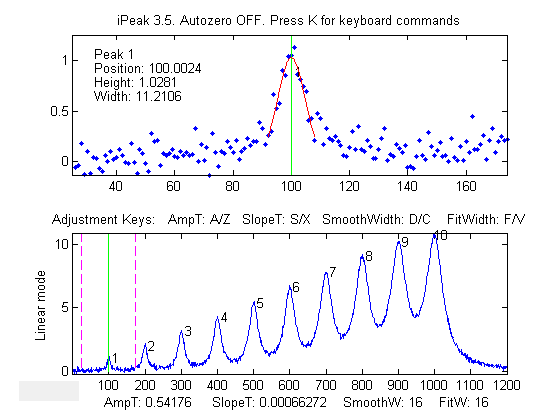 iPeak 3.5. Autozero OFF. Press K for keyboard commands
Peak 1
Position: 100.0024
Height: 1.0281
Width: 11.2106
1
0.5
0
40 60 80 100 120 140 160
Adjustment Keys: AmpT: A/Z SlopeT: S/X SmoothWidth: D/C FitWidth: F/V
Linear mode
10
5
0
1 2 3 4 5 6 7 8 9 10
100 200 300 400 500 600 700 800 900 1000 1100 1200
AmpT: 0.54176 SlopeT: 0.00066272 SmoothW: 16 FitW: 16